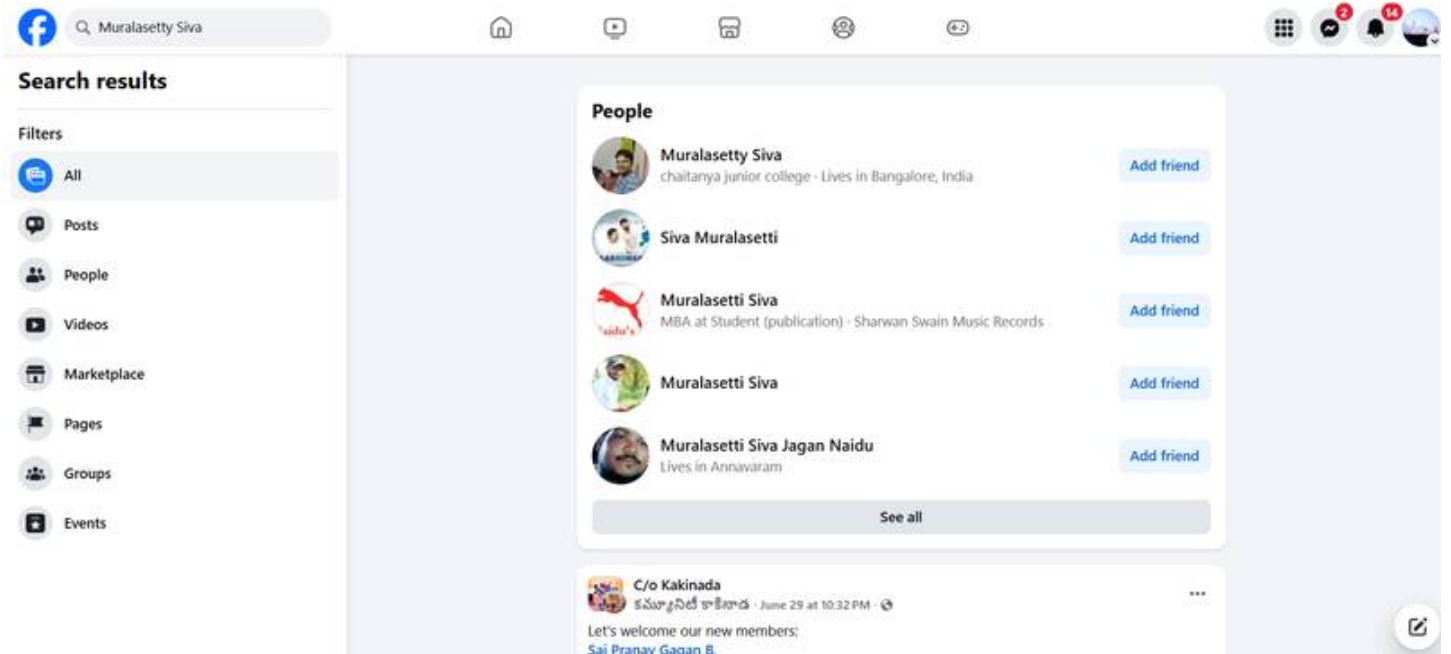 Muralasetty Siva
2
14
Search results
Filters
All
Posts
People
Videos
Marketplace
Pages
Groups
Events
People
Muralasetty Siva
chaitanya junior college · Lives in Bangalore, India
Add friend
Siva Muralasetti
Add friend
Muralasetti Siva
MBA at Student (publication) · Sharwan Swain Music Records
Add friend
Muralasetti Siva
Add friend
Muralasetti Siva Jagan Naidu
Lives in Annavaram
Add friend
See all
C/o Kakinada
కమ్యూనిటీ కాకినాడ · June 29 at 10:32 PM ·
Let's welcome our new members:
Sai Pranav Gagan B,